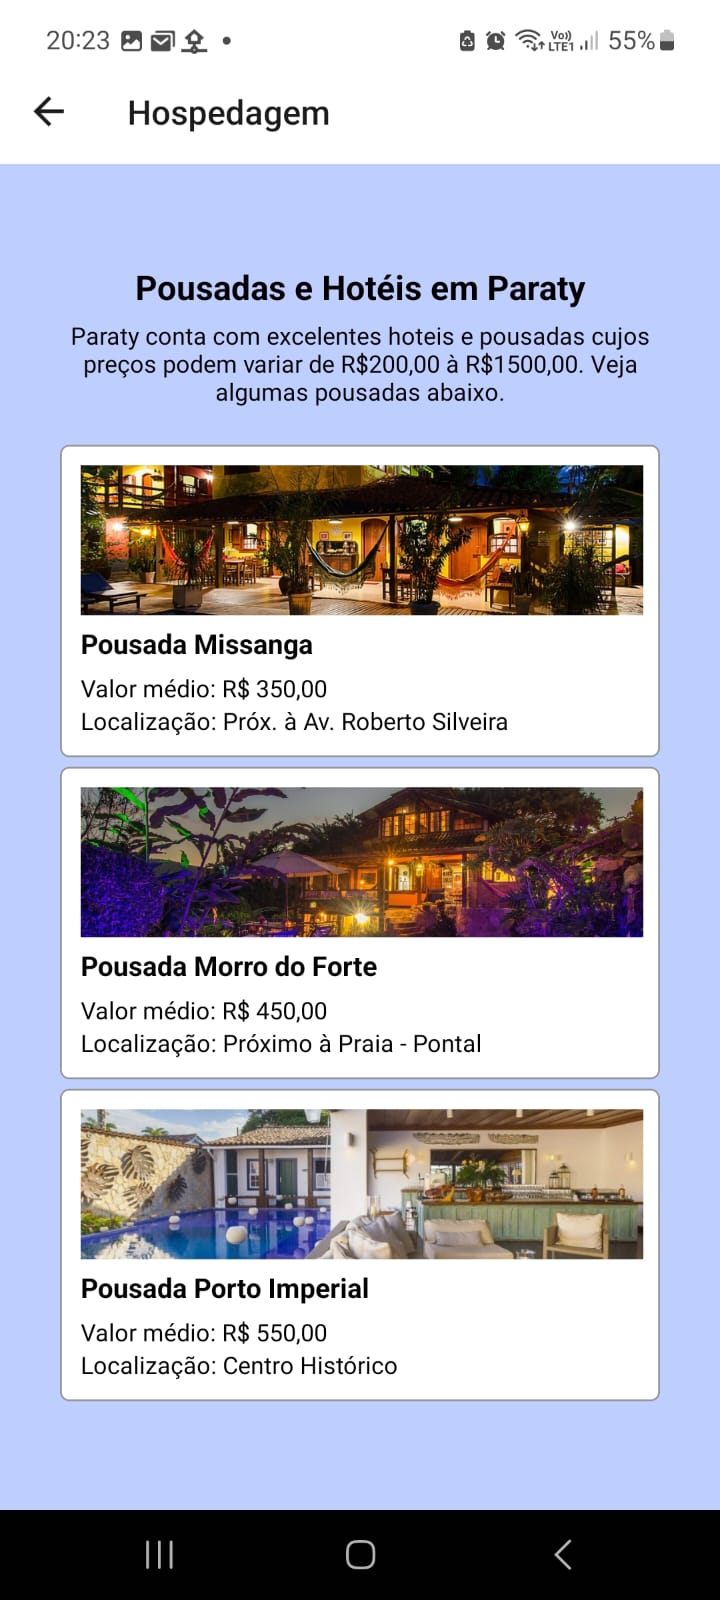 20:23
Vo))
LTE1
55%
Hospedagem
Pousadas e Hotéis em Paraty
Paraty conta com excelentes hoteis e pousadas cujos
preços podem variar de R$200,00 à R$1500,00. Veja
algumas pousadas abaixo.
Pousada Missanga
Valor médio: R$ 350,00
Localização: Próx. à Av. Roberto Silveira
Pousada Morro do Forte
Valor médio: R$ 450,00
Localização: Próximo à Praia - Pontal
Pousada Porto Imperial
Valor médio: R$ 550,00
Localização: Centro Histórico